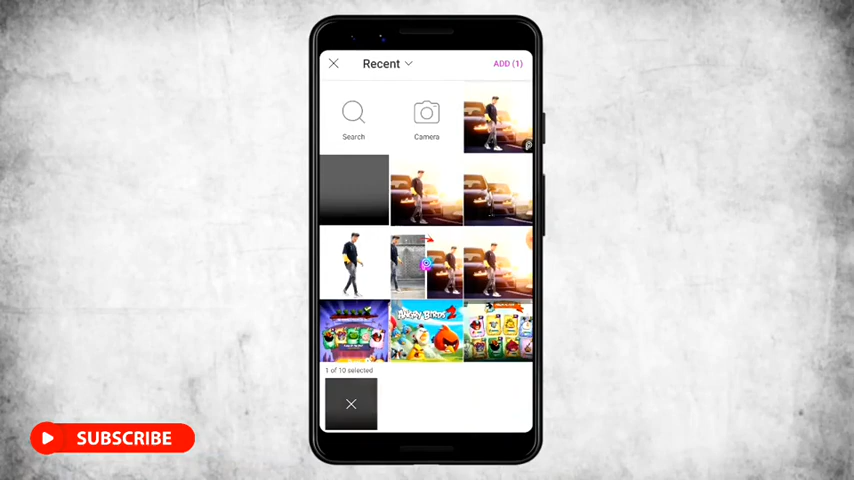 Recent
ADD (1)
Search
Camera
ANGRY BIRDS 2
1 of 10 selected
SUBSCRIBE